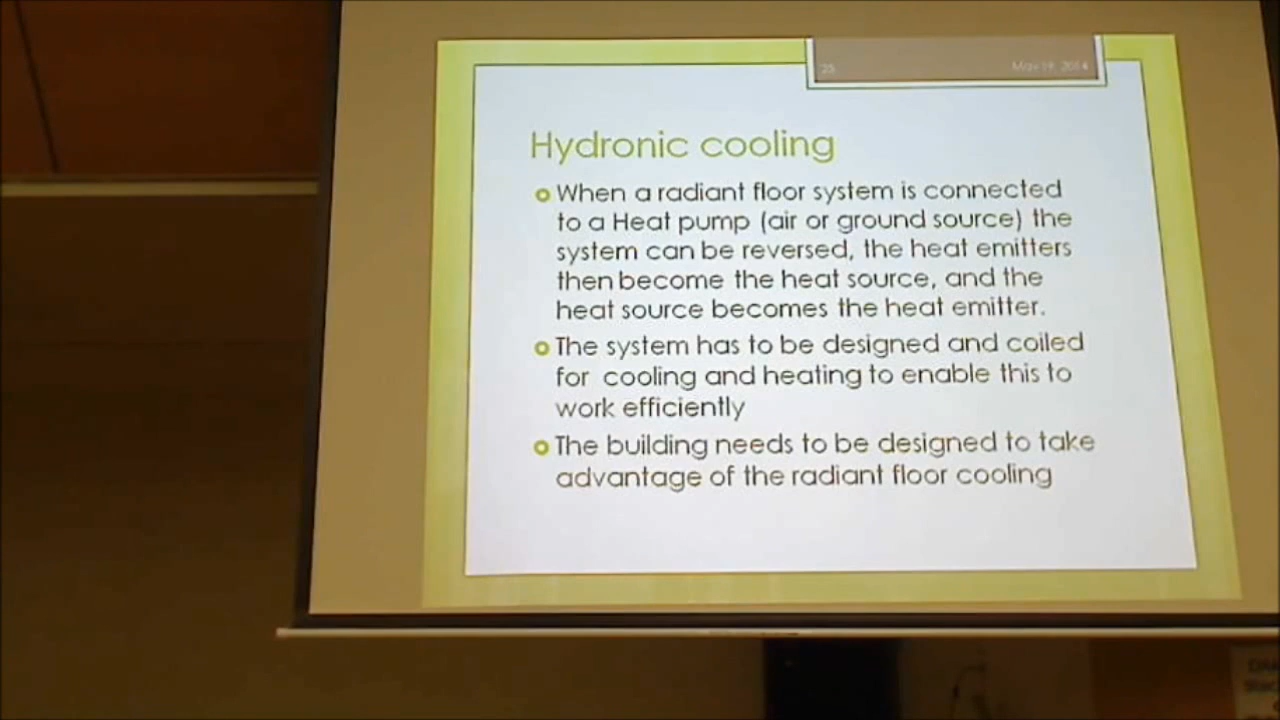 25 May 19, 2014
Hydronic cooling
When a radiant floor system is connected
to a Heat pump (air or ground source) the
system can be reversed, the heat emitters
then become the heat source, and the
heat source becomes the heat emitter.
The system has to be designed and coiled
for cooling and heating to enable this to
work efficiently
The building needs to be designed to take
advantage of the radiant floor cooling